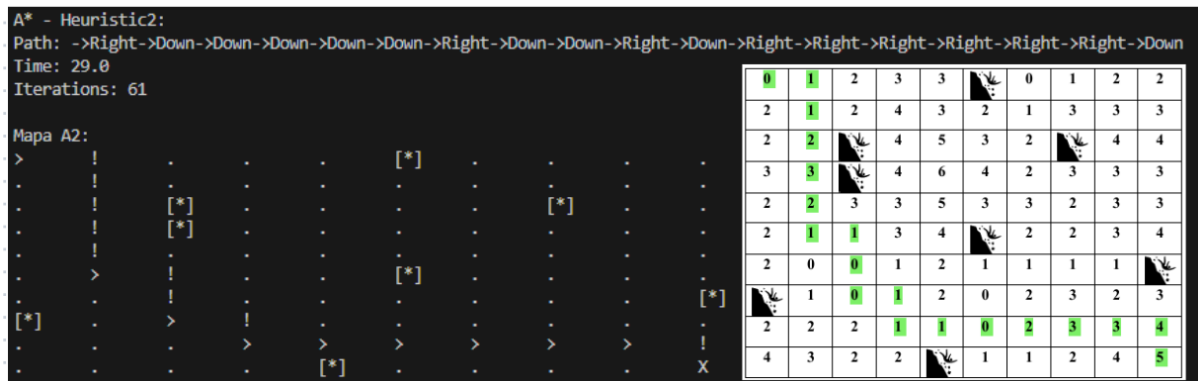 A* - Heuristic2:
Path: ->Right->Down->Down->Down->Down->Down->Right->Down->Down->Right->Down->Right->Right->Right->Right->Right->Right->Down
Time: 29.0
Iterations: 61
Mapa A2:
> ! . . . [*] . . . .
. ! . . . . . . . .
. ! [*] . . . . [*] . .
. ! [*] . . . . . . .
. ! . . . . . . . .
. > ! . . [*] . . . .
. . ! . . . . . . [*]
[*] . > ! . . . . . .
. . . > > > > > > !
. . . . [*] . . . . X
0 1 2 3 3 0 1 2 2
2 1 2 4 3 2 1 3 3 3
2 2 4 5 3 2 4 4
3 3 4 6 4 2 3 3 3
2 2 3 3 5 3 3 2 3 3
2 1 1 3 4 2 2 3 4
2 0 0 1 2 1 1 1 1
1 0 1 2 0 2 3 2 3
2 2 2 1 1 0 2 3 3 4
4 3 2 2 1 1 2 4 5